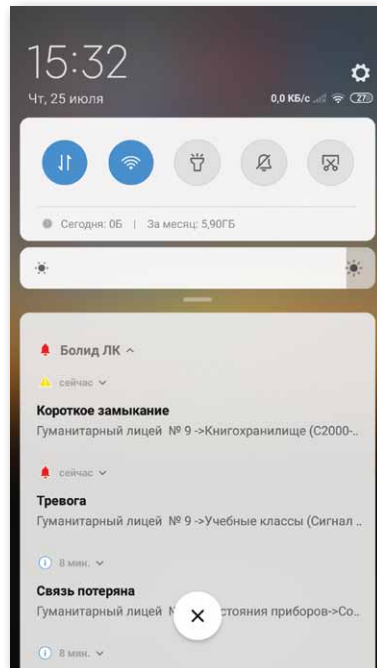 15:32
Чт, 25 июля
0,0 КБ/с 27
Сегодня: 0Б | За месяц: 5,90ГБ
Болид ЛК
сейчас
Короткое замыкание
Гуманитарный лицей № 9 ->Книгохранилище (С2000-..
сейчас
Тревога
Гуманитарный лицей № 9 ->Учебные классы (Сигнал ..
8 мин.
Связь потеряна
Гуманитарный лицей стояния приборов->Со..
8 мин.